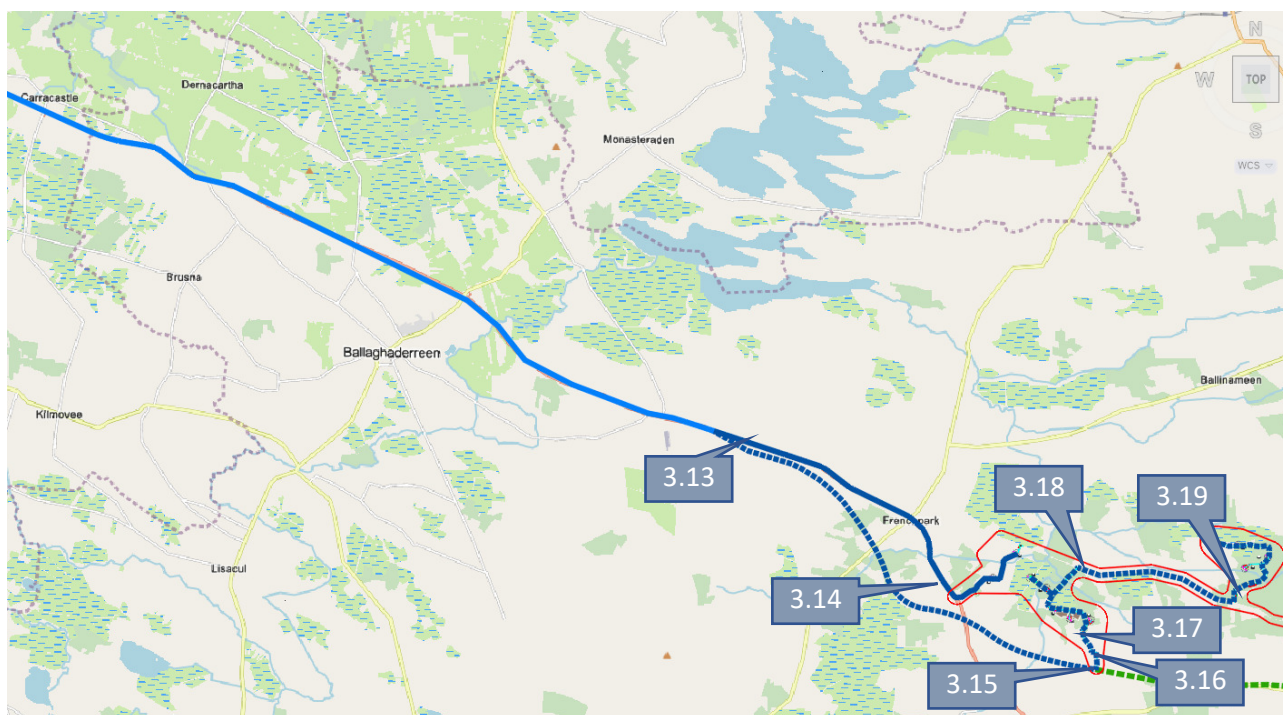 N
W
TOP
S
WCS
Carracastle
Dernacartha
Monasteraden
Brusna
Ballaghaderreen
Ballinameen
Kilmovee
3.13
3.18
3.19
Lisacul
3.14
3.17
3.15
3.16